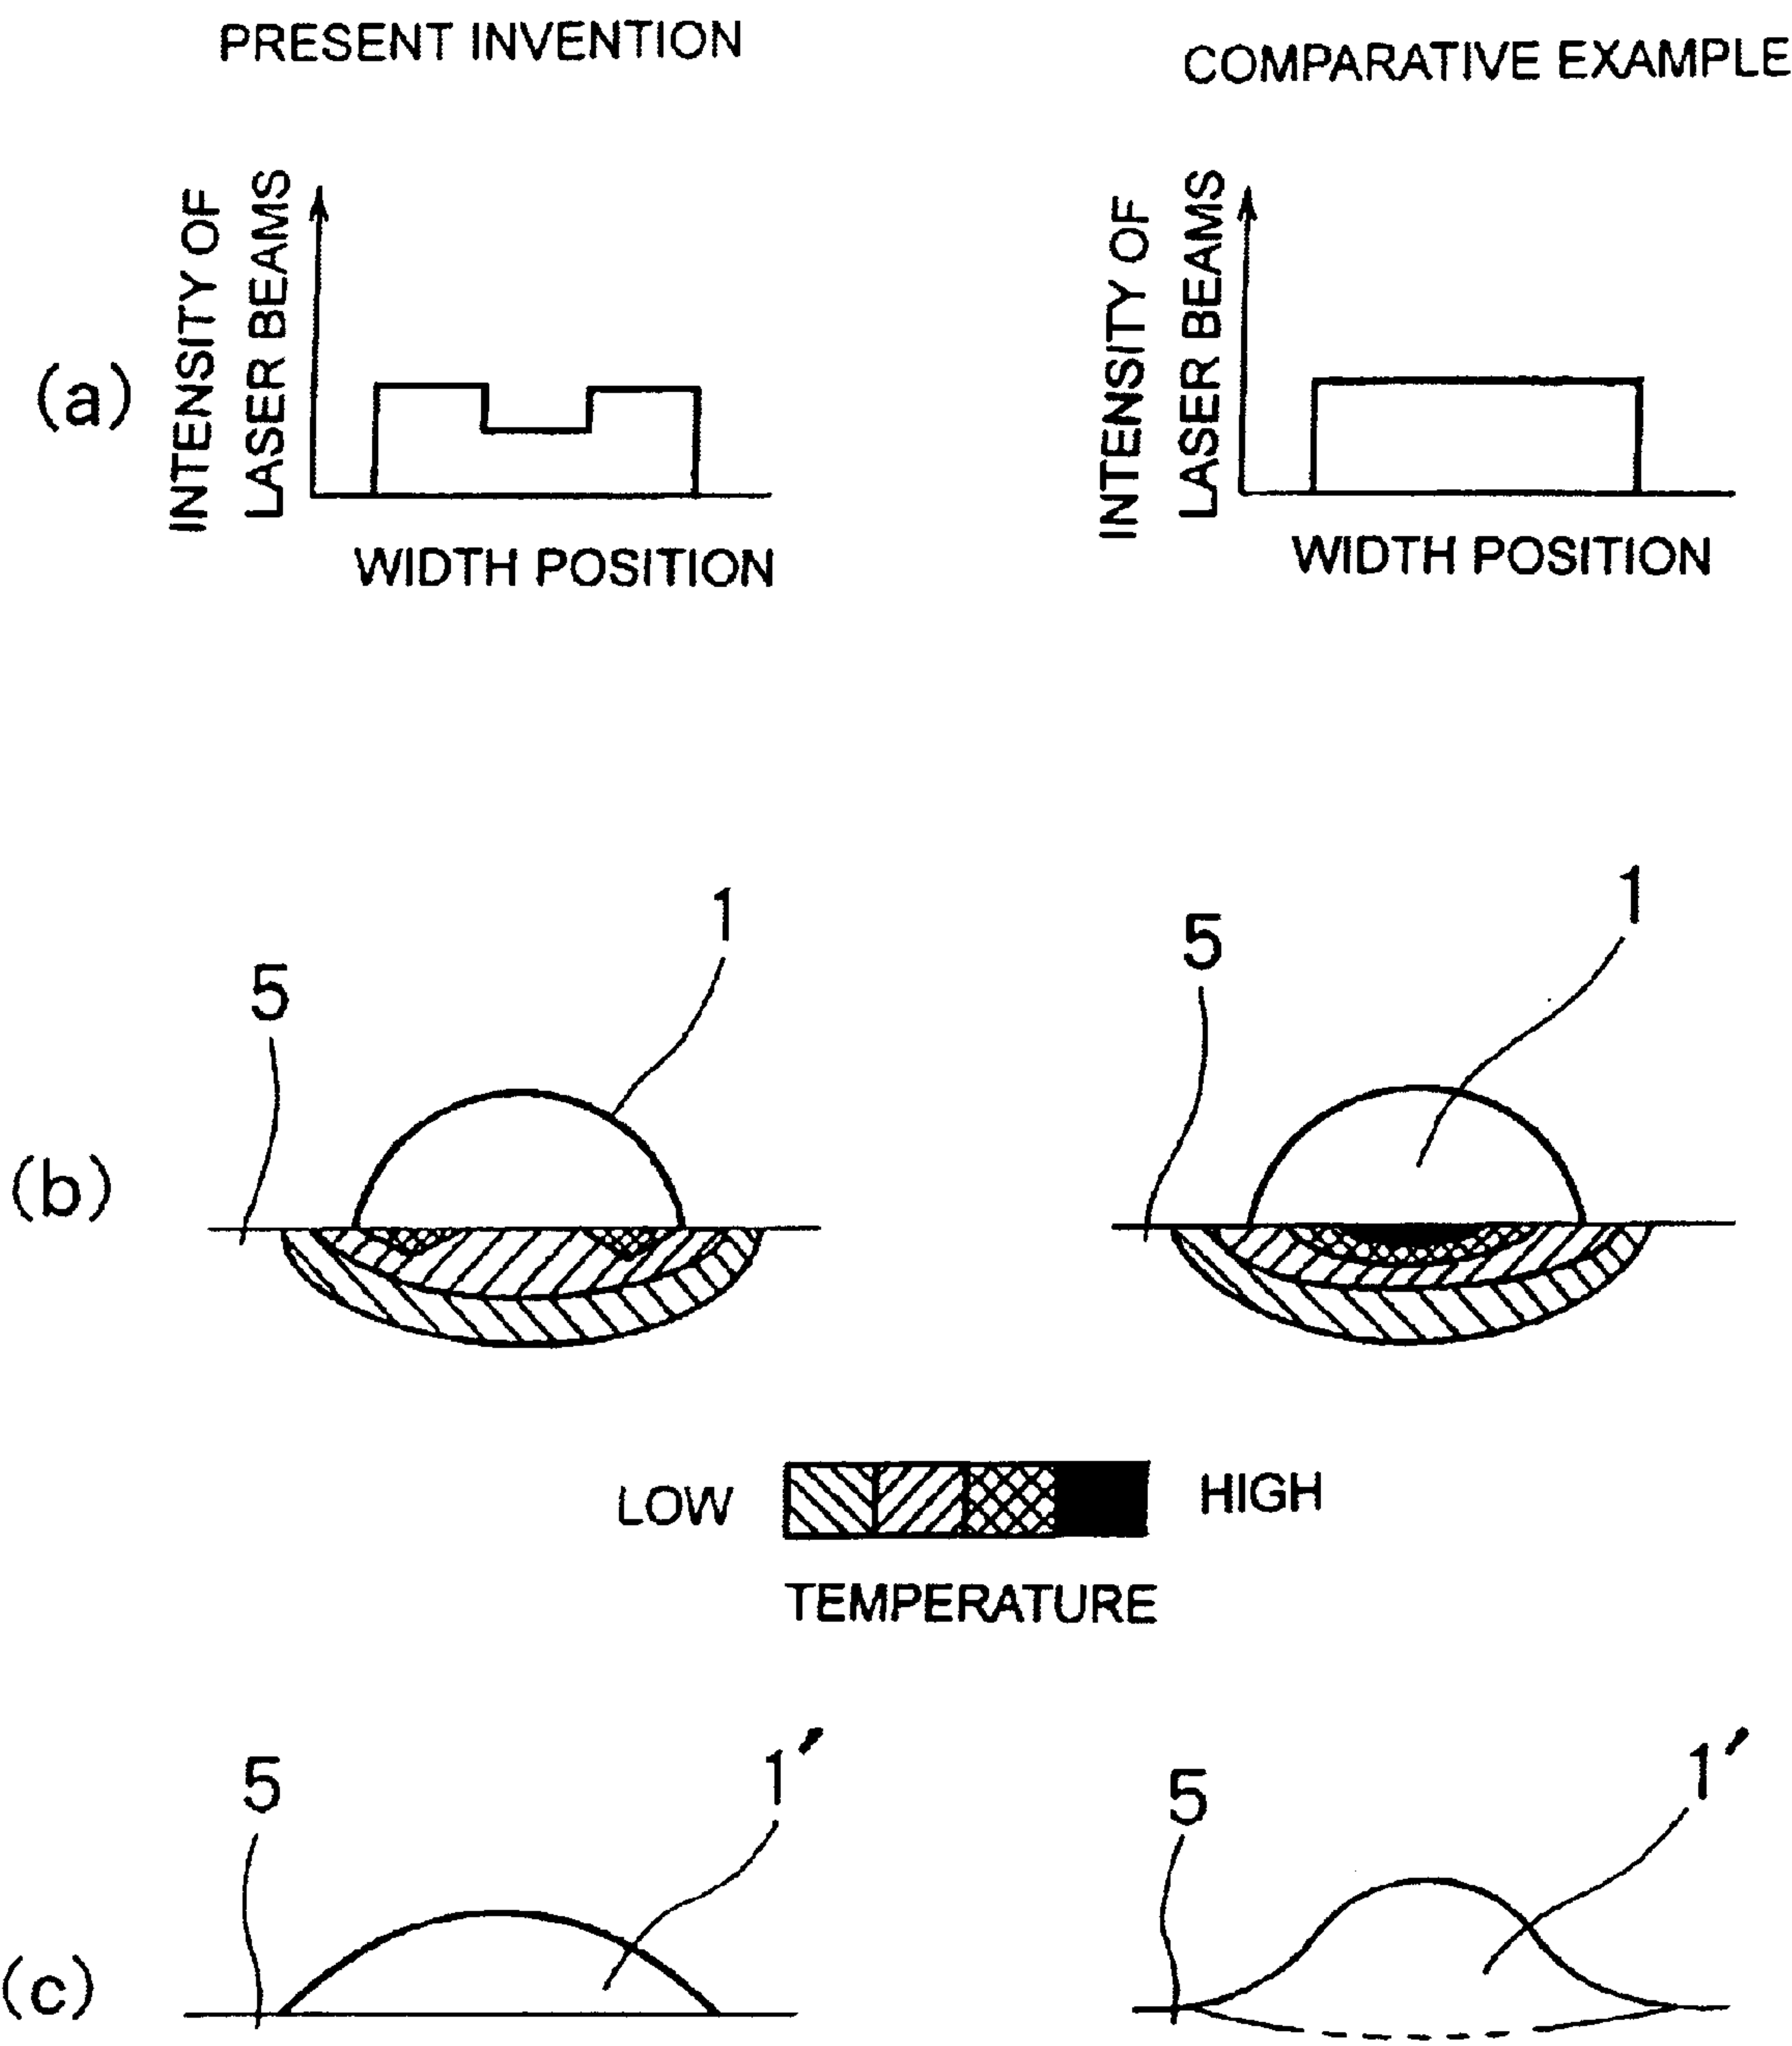 PRESENT INVENTION
COMPARATIVE EXAMPLE
(a)
INTENSITY OF
LASER BEAMS
WIDTH POSITION
INTENSITY OF
LASER BEAMS
WIDTH POSITION
(b)
5
1
5
1
LOW
HIGH
TEMPERATURE
(c)
5
1′
5
1′